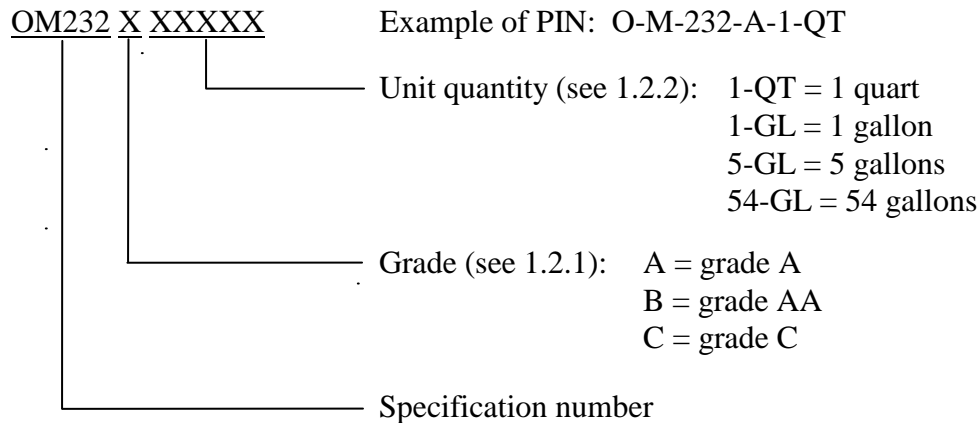 OM232 X XXXXX Example of PIN: O-M-232-A-1-QT
Unit quantity (see 1.2.2): 1-QT = 1 quart
1-GL = 1 gallon
5-GL = 5 gallons
54-GL = 54 gallons
Grade (see 1.2.1): A = grade A
B = grade AA
C = grade C
Specification number